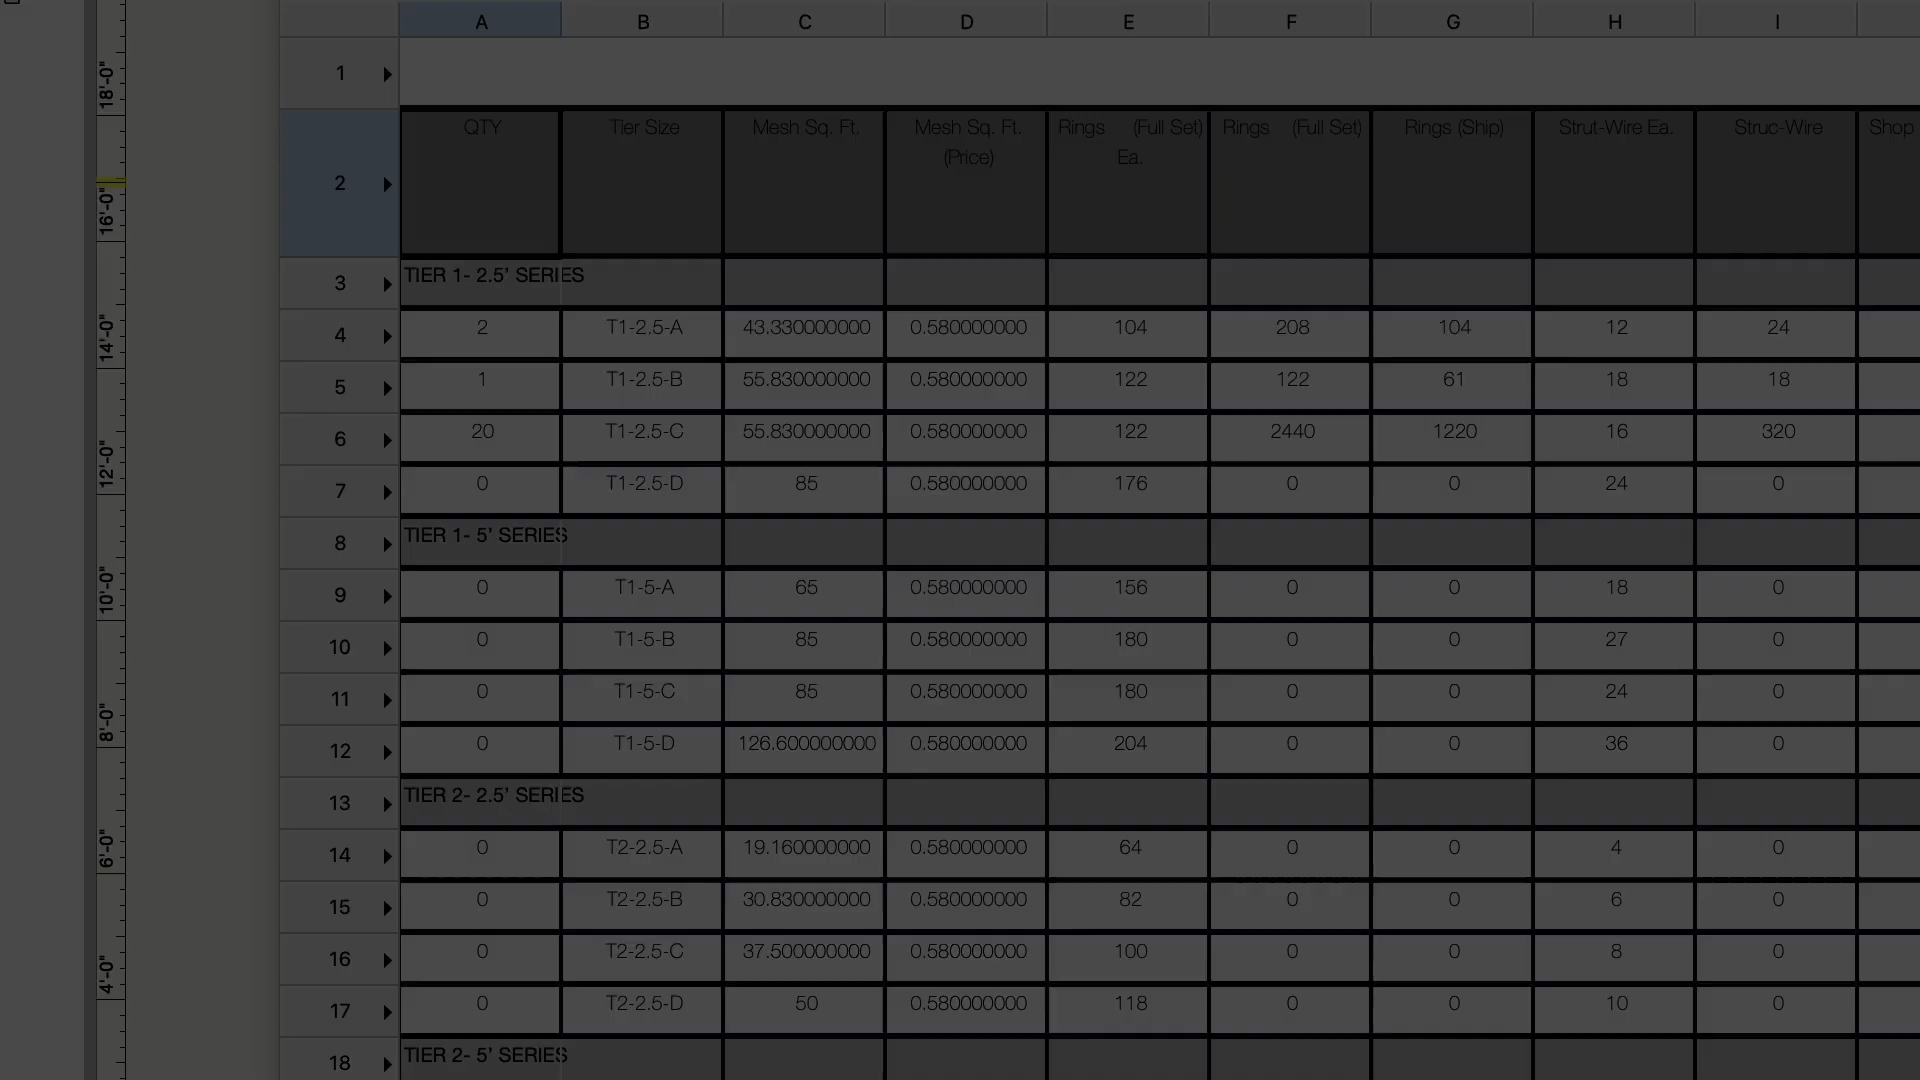 A B C D E F G H I
1
2 QTY Tier Size Mesh Sq. Ft. Mesh Sq. Ft. (Price) Rings (Full Set) Ea. Rings (Full Set) Rings (Ship) Strut-Wire Ea. Struc-Wire Shop
3 TIER 1- 2.5' SERIES
4 2 T1-2.5-A 43.330000000 0.580000000 104 208 104 12 24
5 1 T1-2.5-B 55.830000000 0.580000000 122 122 61 18 18
6 20 T1-2.5-C 55.830000000 0.580000000 122 2440 1220 16 320
7 0 T1-2.5-D 85 0.580000000 176 0 0 24 0
8 TIER 1- 5' SERIES
9 0 T1-5-A 65 0.580000000 156 0 0 18 0
10 0 T1-5-B 85 0.580000000 180 0 0 27 0
11 0 T1-5-C 85 0.580000000 180 0 0 24 0
12 0 T1-5-D 126.600000000 0.580000000 204 0 0 36 0
13 TIER 2- 2.5' SERIES
14 0 T2-2.5-A 19.160000000 0.580000000 64 0 0 4 0
15 0 T2-2.5-B 30.830000000 0.580000000 82 0 0 6 0
16 0 T2-2.5-C 37.500000000 0.580000000 100 0 0 8 0
17 0 T2-2.5-D 50 0.580000000 118 0 0 10 0
18 TIER 2- 5' SERIES
18'-0"
16'-0"
14'-0"
12'-0"
10'-0"
8'-0"
6'-0"
4'-0"